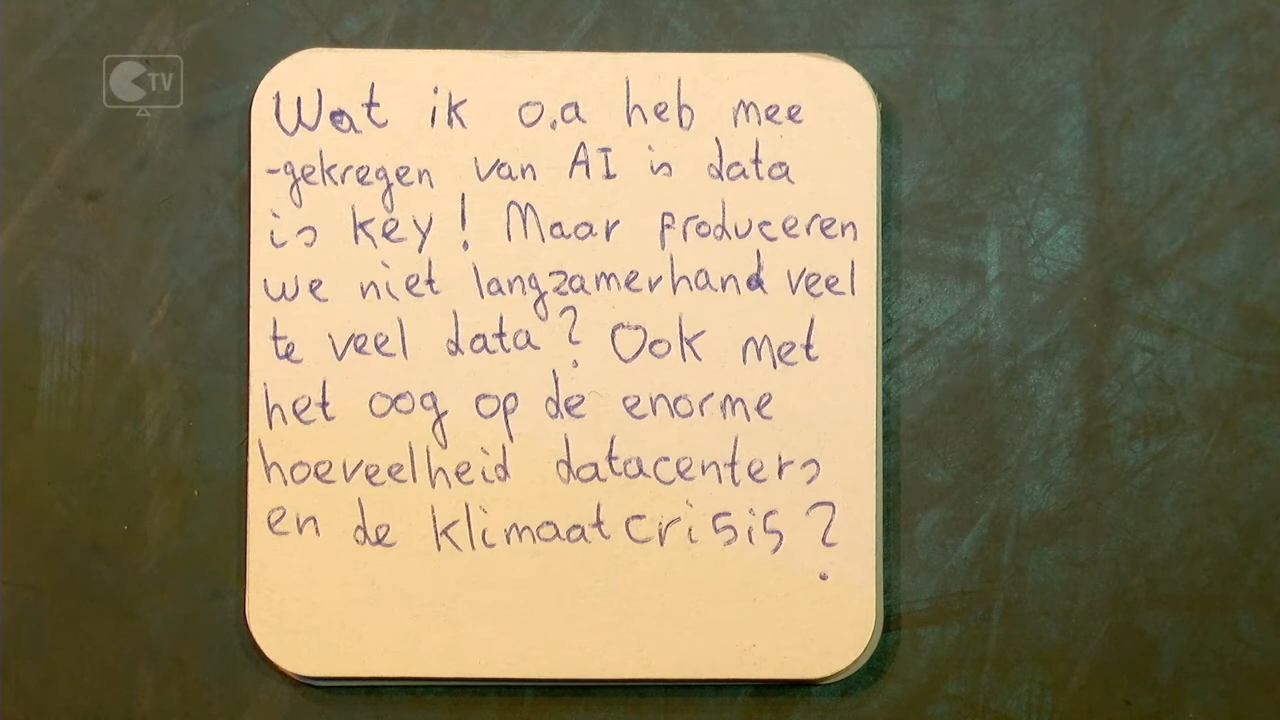 TV
Wat ik o.a heb mee
-gekregen van AI is data
is key! Maar produceren
we niet langzamerhand veel
te veel data? Ook met
het oog op de enorme
hoeveelheid datacenters
en de klimaatcrisis?